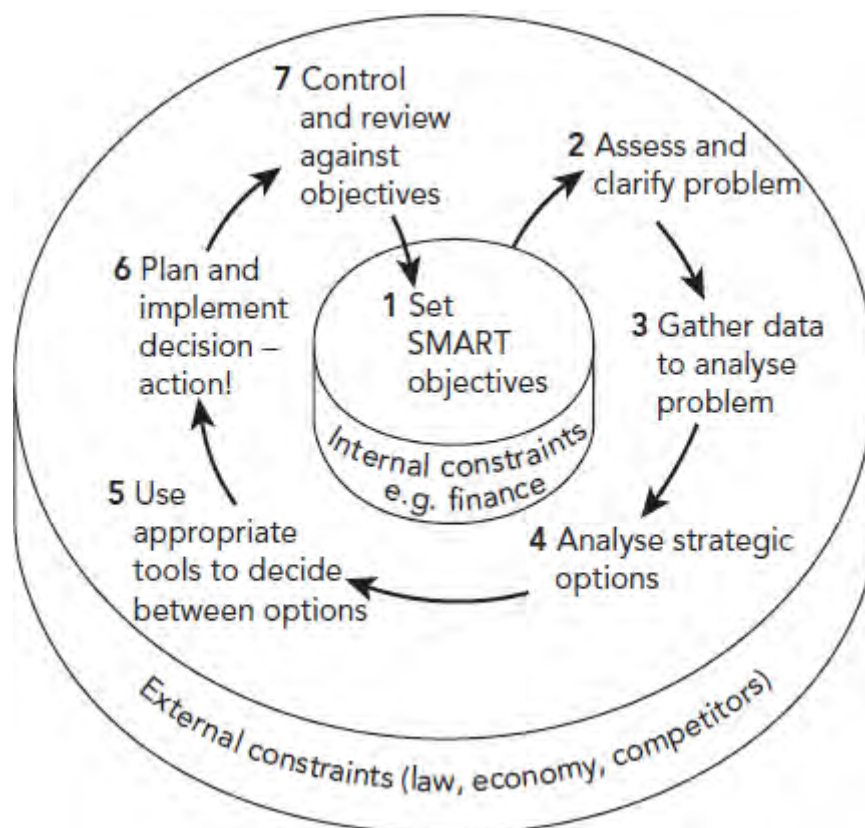 7 Control
and review
against
objectives
2 Assess and
clarify problem
6 Plan and
implement
decision –
action!
1 Set
SMART
objectives
3 Gather data
to analyse
problem
Internal constraints
e.g. finance
5 Use
appropriate
tools to decide
between options
4 Analyse strategic
options
External constraints (law, economy, competitors)